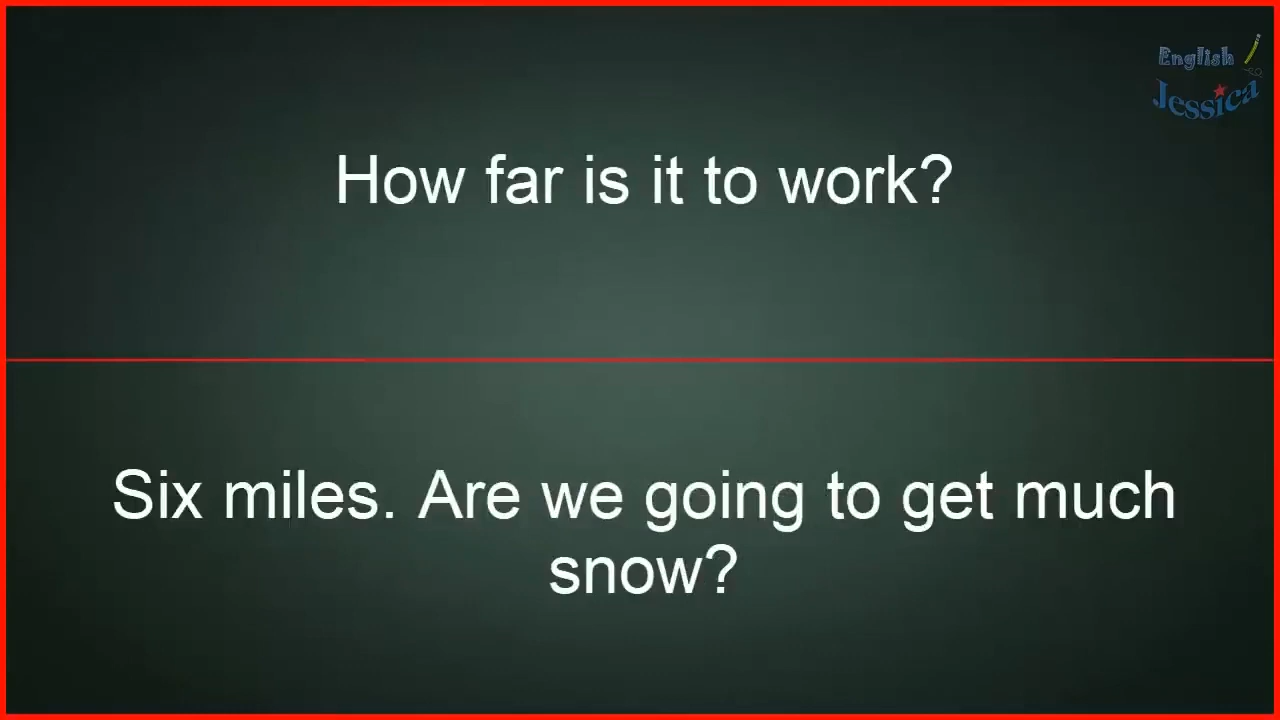 English
Jessica
How far is it to work?
Six miles. Are we going to get much
snow?